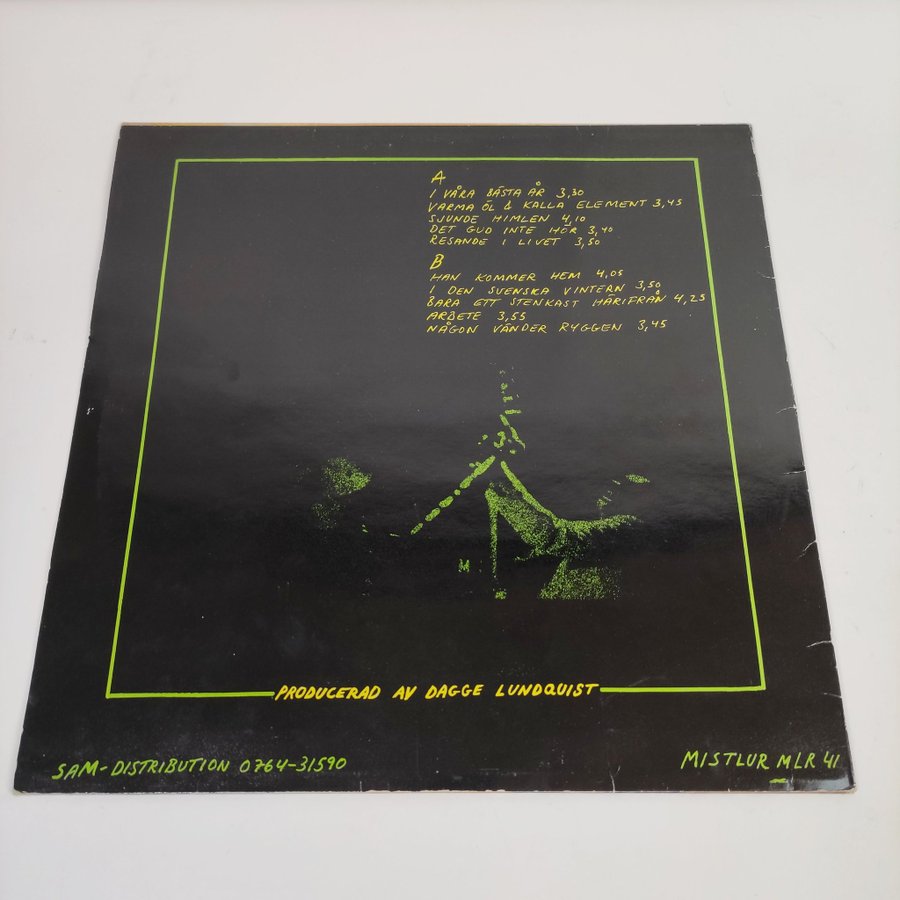 A
I VÅRA BÄSTA ÅR 3,30
VARMA ÖL & KALLA ELEMENT 3,45
SJUNDE HIMLEN 4,10
DET GUD INTE HÖR 3,40
RESANDE I LIVET 3,50
B
HAN KOMMER HEM 4,05
I DEN SVENSKA VINTERN 3,50
BARA ETT STENKAST HÄRIFRÅN 4,25
ARBETE 3,55
NÅGON VÄNDER RYGGEN 3,45
PRODUCERAD AV DAGGE LUNDQUIST
SAM-DISTRIBUTION 0764-31590
MISTLUR MLR 41